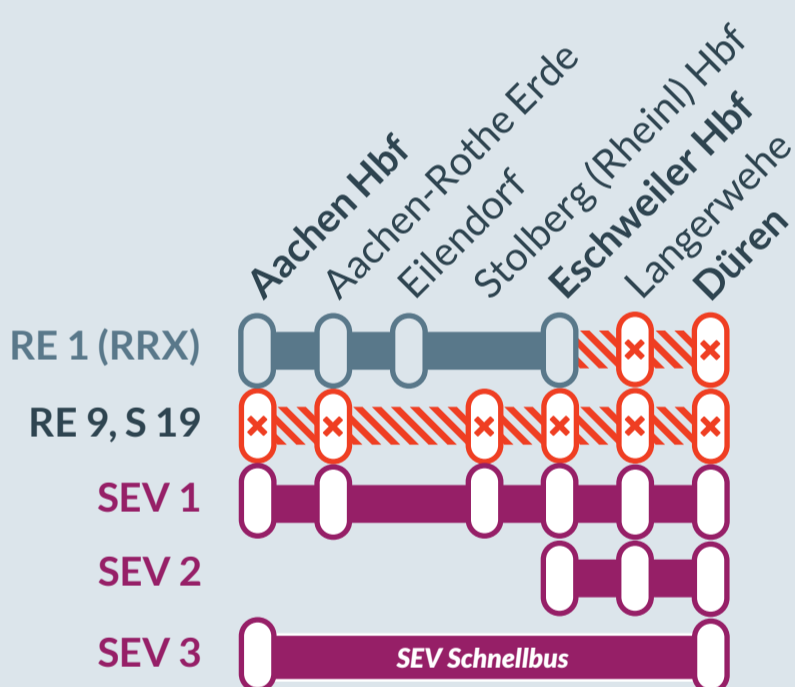 Aachen Hbf
Aachen-Rothe Erde
Eilendorf
Stolberg (Rheinl) Hbf
Eschweiler Hbf
Langerwehe
Düren
RE 1 (RRX)
RE 9, S 19
SEV 1
SEV 2
SEV 3
SEV Schnellbus